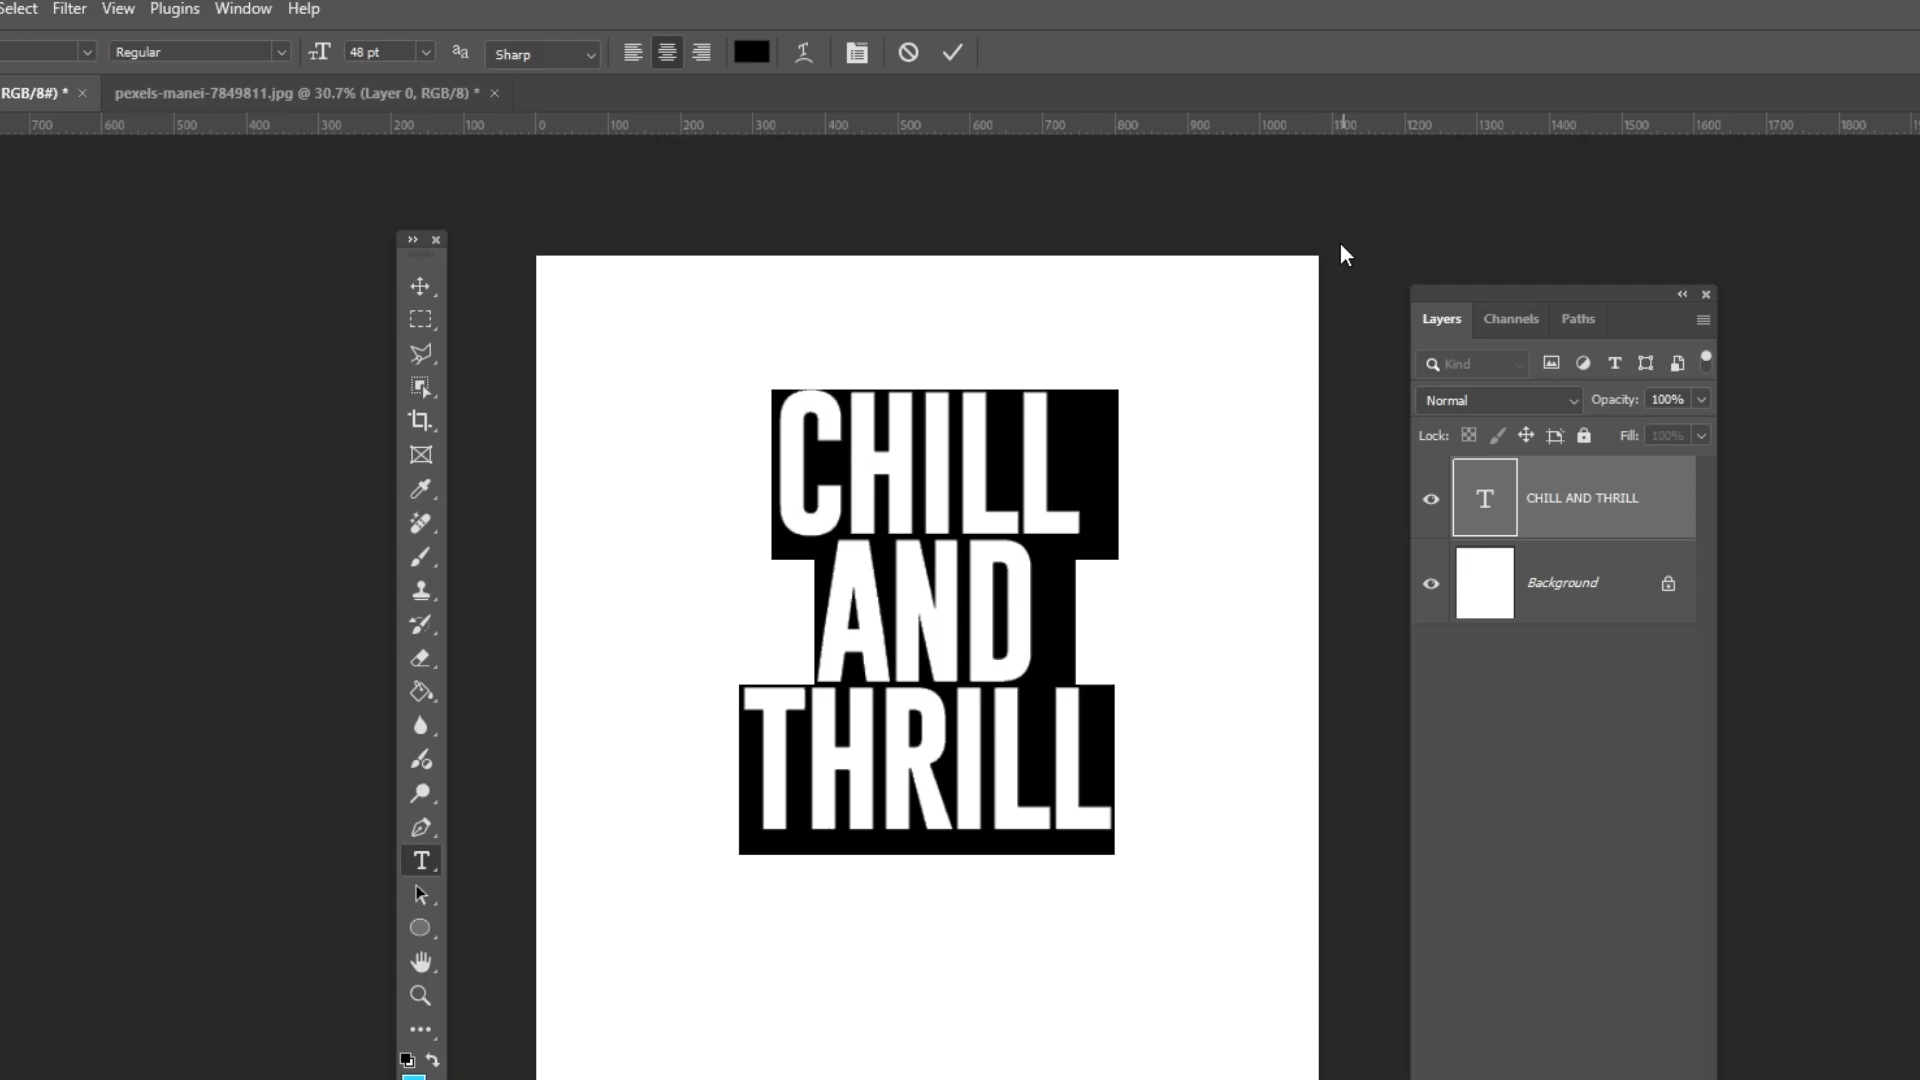 Select Filter View Plugins Window Help
Regular 48 pt Sharp
RGB/8#) * pexels-manei-7849811.jpg @ 30.7% (Layer 0, RGB/8) *
700 600 500 400 300 200 100 0 100 200 300 400 500 600 700 800 900 1000 1100 1200 1300 1400 1500 1600 1700 1800
CHILL
AND
THRILL
Layers Channels Paths
Kind
Normal Opacity: 100%
Lock: Fill: 100%
T CHILL AND THRILL
Background